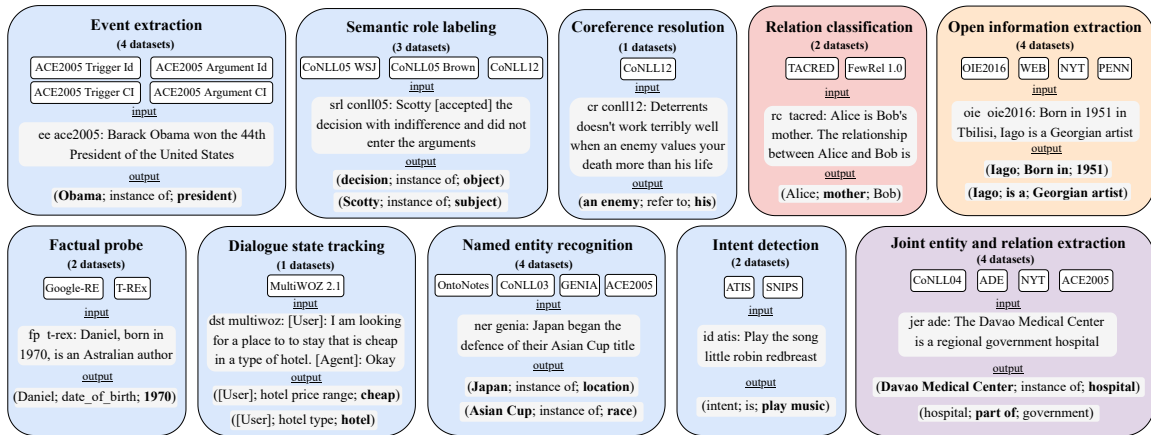 Event extraction
(4 datasets)
ACE2005 Trigger Id ACE2005 Argument Id
ACE2005 Trigger CI ACE2005 Argument CI
input
ee ace2005: Barack Obama won the 44th
President of the United States
output
(Obama; instance of; president)
Semantic role labeling
(3 datasets)
CoNLL05 WSJ CoNLL05 Brown CoNLL12
input
srl conll05: Scotty [accepted] the
decision with indifference and did not
enter the arguments
output
(decision; instance of; object)
(Scotty; instance of; subject)
Coreference resolution
(1 datasets)
CoNLL12
input
cr conll12: Deterrents
doesn't work terribly well
when an enemy values your
death more than his life
output
(an enemy; refer to; his)
Relation classification
(2 datasets)
TACRED FewRel 1.0
input
rc tacred: Alice is Bob's
mother. The relationship
between Alice and Bob is
output
(Alice; mother; Bob)
Open information extraction
(4 datasets)
OIE2016 WEB NYT PENN
input
oie oie2016: Born in 1951 in
Tbilisi, Iago is a Georgian artist
output
(Iago; Born in; 1951)
(Iago; is a; Georgian artist)
Factual probe
(2 datasets)
Google-RE T-REx
input
fp t-rex: Daniel, born in
1970, is an Astralian author
output
(Daniel; date_of_birth; 1970)
Dialogue state tracking
(1 datasets)
MultiWOZ 2.1
input
dst multiwoz: [User]: I am looking
for a place to to stay that is cheap
in a type of hotel. [Agent]: Okay
output
([User]; hotel price range; cheap)
([User]; hotel type; hotel)
Named entity recognition
(4 datasets)
OntoNotes CoNLL03 GENIA ACE2005
input
ner genia: Japan began the
defence of their Asian Cup title
output
(Japan; instance of; location)
(Asian Cup; instance of; race)
Intent detection
(2 datasets)
ATIS SNIPS
input
id atis: Play the song
little robin redbreast
output
(intent; is; play music)
Joint entity and relation extraction
(4 datasets)
CoNLL04 ADE NYT ACE2005
input
jer ade: The Davao Medical Center
is a regional government hospital
output
(Davao Medical Center; instance of; hospital)
(hospital; part of; government)